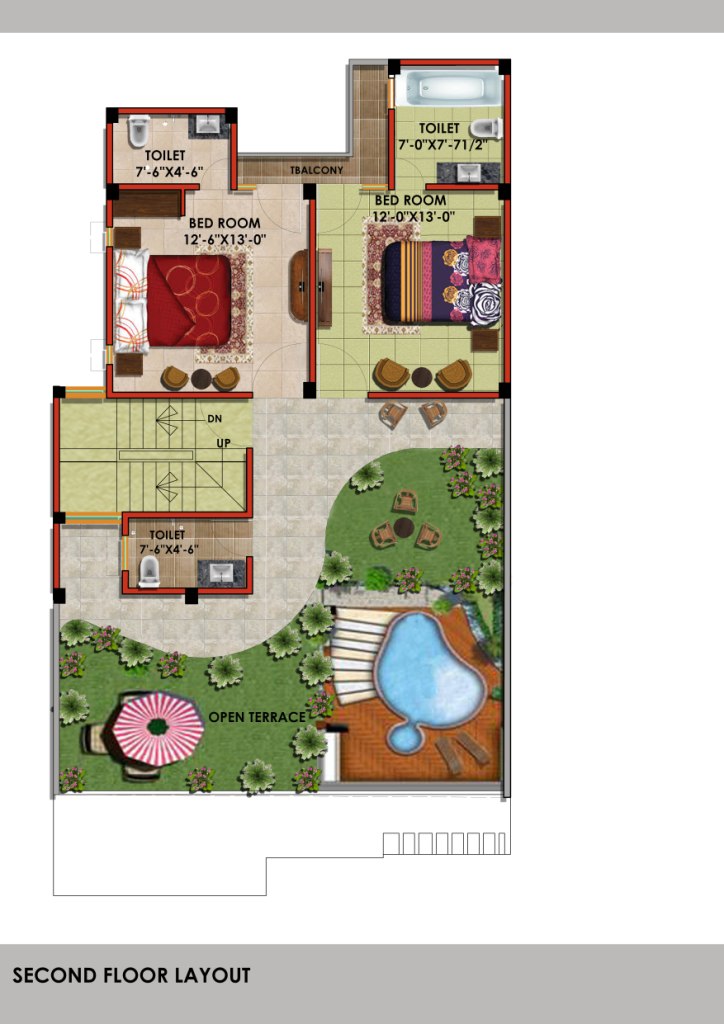 TOILET
7'-0"X7'-71/2"
TOILET
7'-6"X4'-6"
TBALCONY
BED ROOM
12'-0"X13'-0"
BED ROOM
12'-6"X13'-0"
DN
UP
TOILET
7'-6"X4'-6"
OPEN TERRACE
SECOND FLOOR LAYOUT